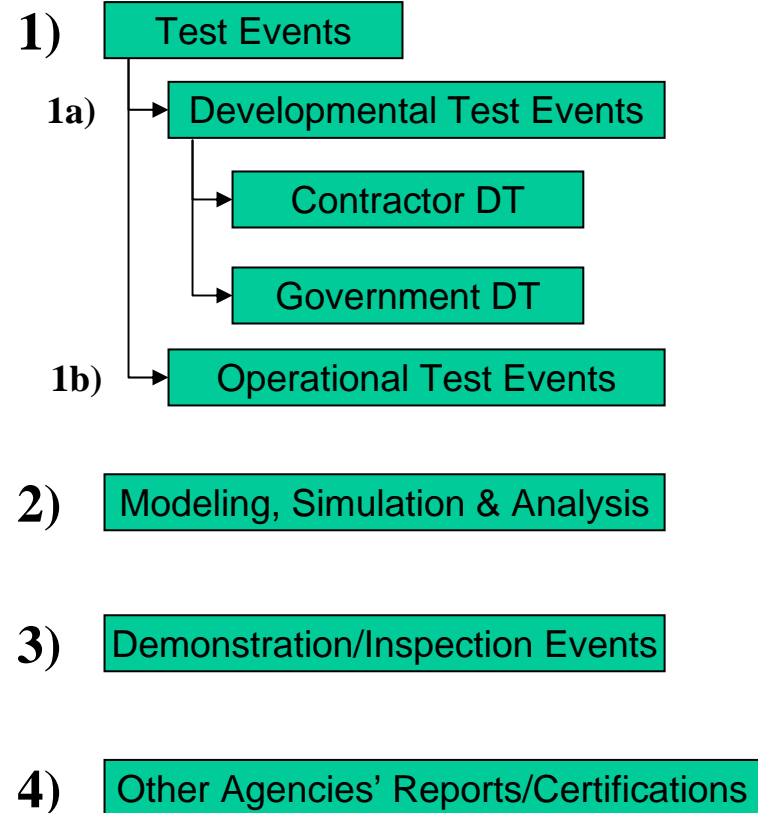 1) Test Events
1a) Developmental Test Events
Contractor DT
Government DT
1b) Operational Test Events
2) Modeling, Simulation & Analysis
3) Demonstration/Inspection Events
4) Other Agencies’ Reports/Certifications